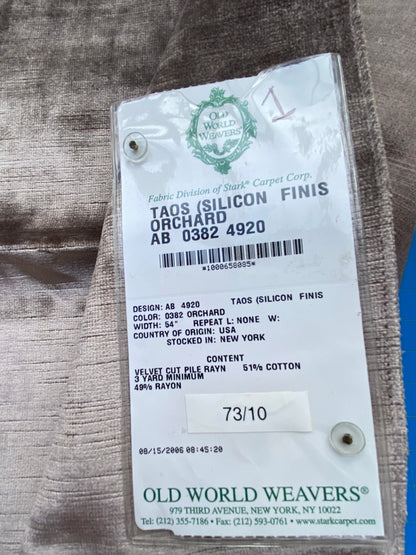 1
OLD
WORLD
WEAVERS
Fabric Division of Stark® Carpet Corp.
TAOS (SILICON FINIS
ORCHARD
AB 0382 4920
*1000658085*
DESIGN: AB 4920 TAOS (SILICON FINIS
COLOR: 0382 ORCHARD
WIDTH: 54" REPEAT L: NONE W:
COUNTRY OF ORIGIN: USA
STOCKED IN: NEW YORK
CONTENT
VELVET CUT PILE RAYN 51% COTTON
3 YARD MINIMUM
49% RAYON
73/10
08/15/2006 08:45:20
OLD WORLD WEAVERS®
979 THIRD AVENUE, NEW YORK, NY 10022
Tel: (212) 355-7186 • Fax: (212) 593-0761 • www.starkcarpet.com